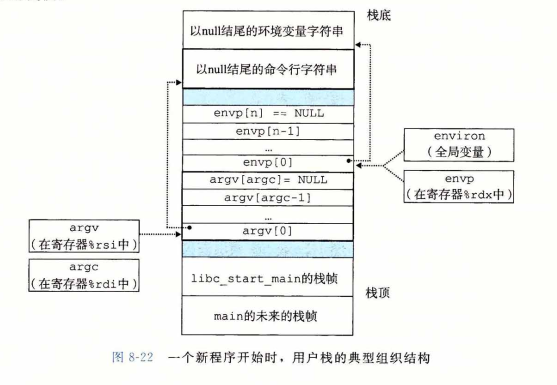 栈底
以null结尾的环境变量字符串
以null结尾的命令行字符串
envp[n] == NULL
envp[n-1]
…
envp[0]
environ
(全局变量)
argv[argc]= NULL
envp
(在寄存器%rdx中)
argv[argc-1]
…
argv[0]
argv
(在寄存器%rsi中)
argc
(在寄存器%rdi中)
libc_start_main的栈帧
栈顶
main的未来的栈帧
图 8-22 一个新程序开始时，用户栈的典型组织结构